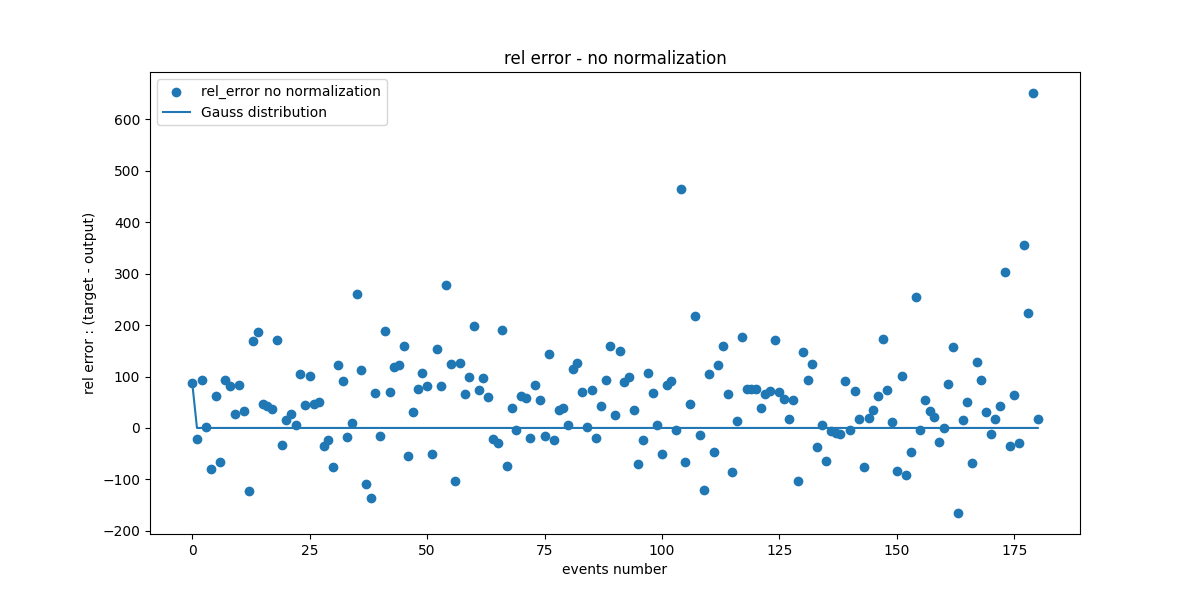 rel error - no normalization
rel_error no normalization
Gauss distribution
rel error : (target - output)
600
500
400
300
200
100
0
−100
−200
0 25 50 75 100 125 150 175
events number